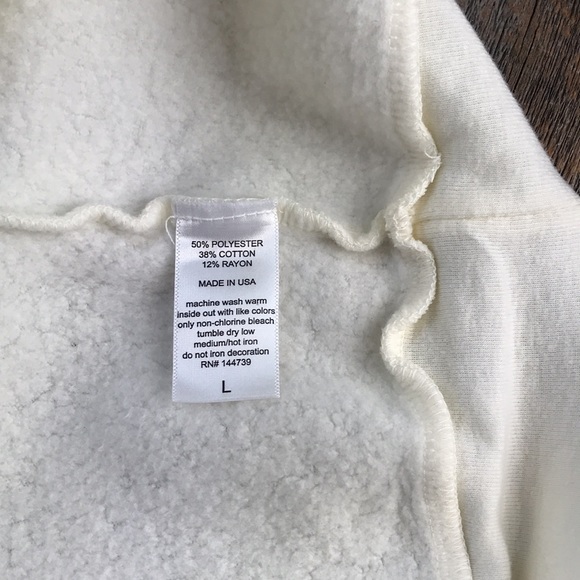 50% POLYESTER
38% COTTON
12% RAYON
MADE IN USA
machine wash warm
inside out with like colors
only non-chlorine bleach
tumble dry low
medium/hot iron
do not iron decoration
RN# 144739
L